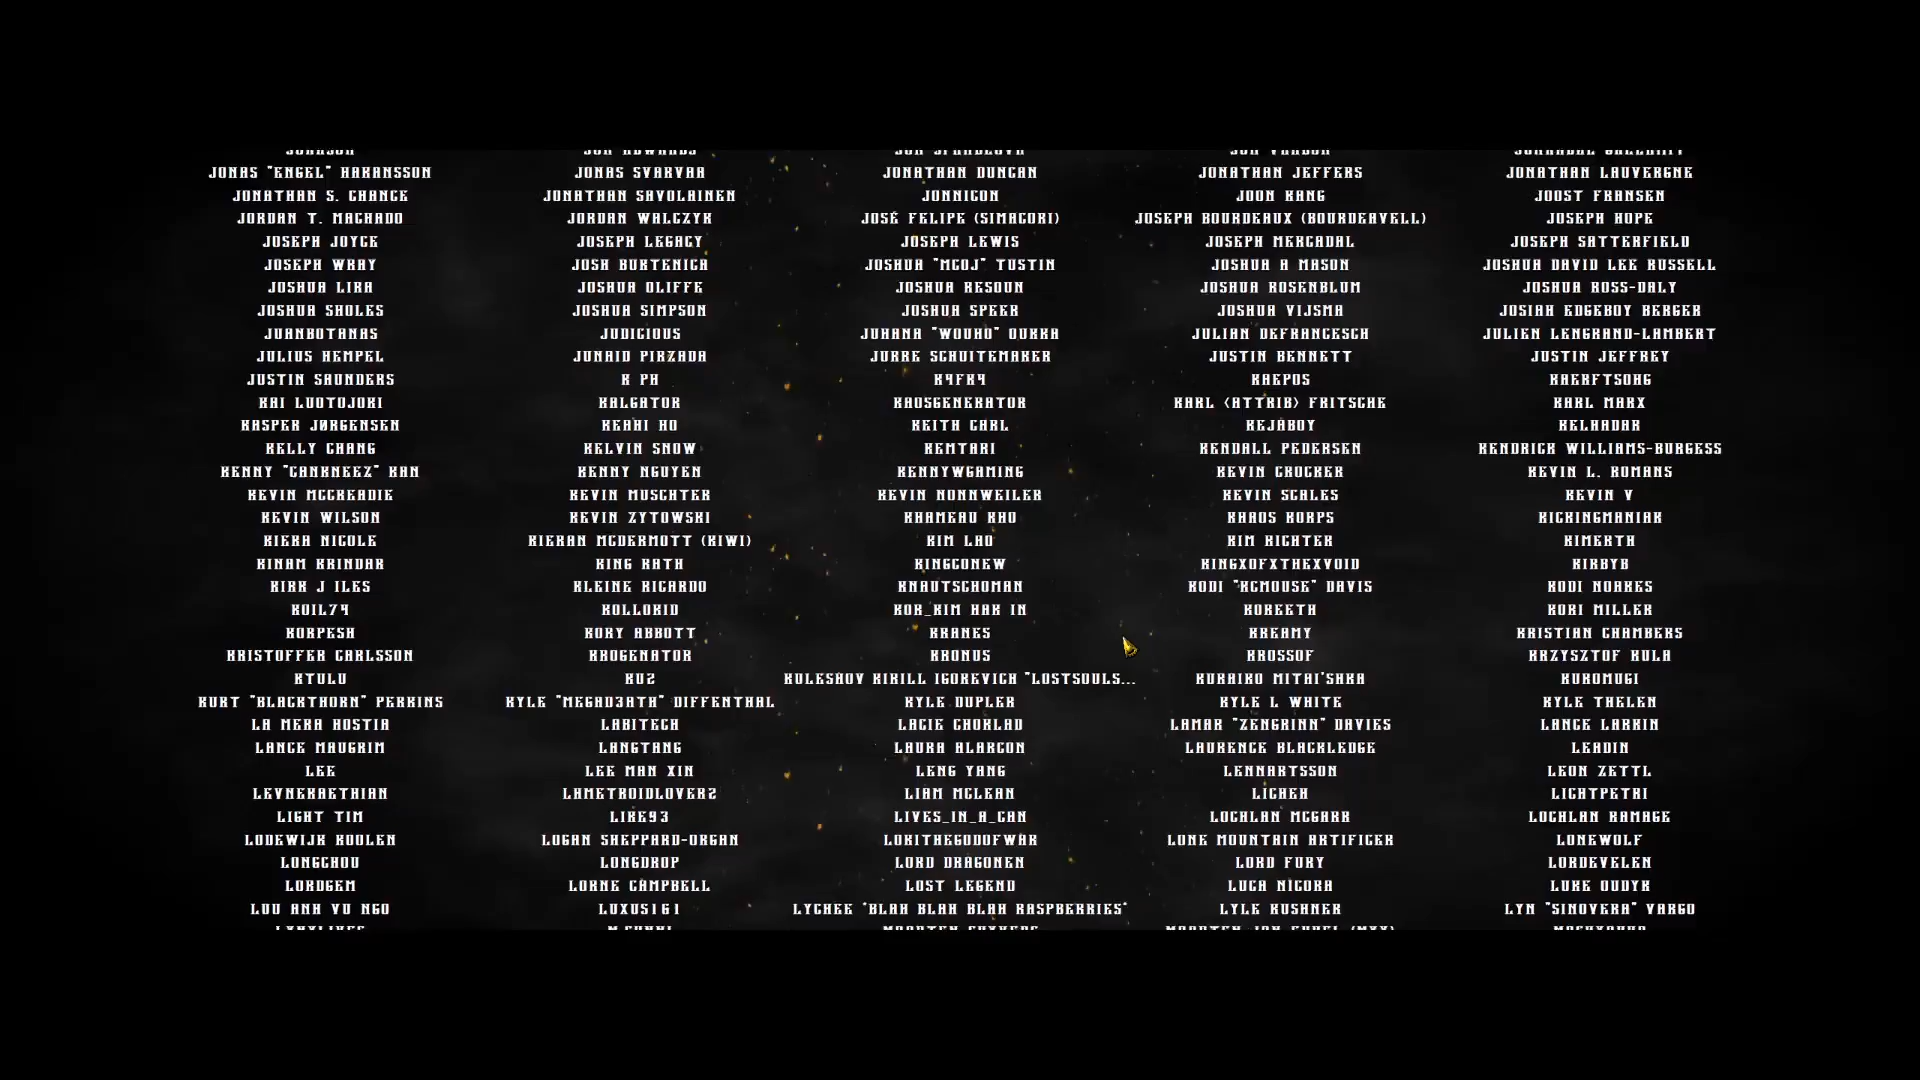 JONAS "ENGEL" HAKANSSON JONAS SVARVAR JONATHAN DUNCAN JONATHAN JEFFERS JONATHAN LAUVERGNE
JONATHAN S. CHANCE JONATHAN SAVOLAINEN JONNICON JOON KANG JOOST FRANSEN
JORDAN T. MACHADO JORDAN WALCZYK JOSÉ FELIPE (SIMACORI) JOSEPH BOURDEAUX (BOURDEAVELL) JOSEPH HOPE
JOSEPH JOYCE JOSEPH LEGACY JOSEPH LEWIS JOSEPH MERCADAL JOSEPH SATTERFIELD
JOSEPH WRAY JOSH BURTENICH JOSHUA "MCOJ" TUSTIN JOSHUA A MASON JOSHUA DAVID LEE RUSSELL
JOSHUA LIRA JOSHUA OLIFFE JOSHUA RESOUN JOSHUA ROSENBLUM JOSHUA ROSS-DALY
JOSHUA SHOLES JOSHUA SIMPSON JOSHUA SPEER JOSHUA VIJSMA JOSIAH EDGEBOY BERGER
JUANBOTANAS JUDICIOUS JUHANA "WOUHO" OUKKA JULIAN DEFRANCESCH JULIEN LENGRAND-LAMBERT
JULIUS HEMPEL JUNAID PIRZADA JURRE SCHUITEMAKER JUSTIN BENNETT JUSTIN JEFFREY
JUSTIN SAUNDERS K PH K4FK4 KAEPOS
KAI LUOTOJOKI KALGATOR KAOSGENERATOR KARL (ATTRIB) FRITSCHE KARL MARX
KASPER JØRGENSEN KEAHI HO KEITH CARL KEJABOY KELHADAR
KELLY CHANG KELVIN SNOW KEMTARI KENDALL PEDERSEN KENDRICK WILLIAMS-BURGESS
KENNY "CANKNEEZ" KAN KENNY NGUYEN KENNYWGAMING KEVIN CROCKER KEVIN L. ROMANS
KEVIN MCCREADIE KEVIN MUSCHTER KEVIN NONNWEILER KEVIN SCALES KEVIN V
KEVIN WILSON KEVIN ZYTOWSKI KHAMEAU KHU KHAOS KORPS KICKINGMANIAK
KIERA NICOLE KIERAN MCDERMOTT (KIWI) KIM LAU KIM RICHTER KIMERTH
KINAM KRINDAR KING RATH KINGCONEW KINGXOFXTHEXVOID KIRBYB
KIRK J ILES KLEINE RICARDO KNAUTSCHOMAN KODI "KCMOUSE" DAVIS KODI NOAKES
KOIL74 KOLLOKID KOR_KIM HAK IN KOREETH KORI MILLER
KORPESH KORY ABBOTT KRANES KREAMY KRISTIAN CHAMBERS
KRISTOFFER CARLSSON KROGENATOR KRONUS KROSSOF KRZYSZTOF KULA
KTULU KU2 KULESHOV KIRILL IGOREVICH "LOSTSOULS... KURAIKO MITAI'SHKA KUROMUGI
KURT "BLACKTHORN" PERKINS KYLE "MEGAD3ATH" DIFFENTHAL KYLE DUPLER KYLE L WHITE KYLE THELEN
LA MERA HOSTIA LABITECH LACIE CHORLAD LAMAR "ZENGRINN" DAVIES LANCE LARKIN
LANCE MAUGRIM LANGTANG LAURA ALARCON LAURENCE BLACKLEDGE LEADIN
LEE LEE MAN XIN LENG YANG LENNARTSSON LEON ZETTL
LEVNERAETHIAN LAMETROIDLOVER2 LIAM MCLEAN LICHEH LICHTPETRI
LIGHT TIM LIKE93 LIVES_IN_A_CAN LOCHLAN MCGARR LOCHLAN RAMAGE
LODEWIJK KOOLEN LOGAN SHEPPARD-ORGAN LOKITHEGODOFWAR LONE MOUNTAIN ARTIFICER LONEWOLF
LONGCHOU LONGDROP LORD DRAGONEN LORD FURY LORDEVELEN
LORDGEM LORNE CAMPBELL LOST LEGEND LUCA NICORA LUKE OUDYK
LUU ANH VU NGO LUXUS161 LYCHEE "BLAH BLAH BLAH RASPBERRIES" LYLE KUSHNER LYN "SINOVERA" VARGO